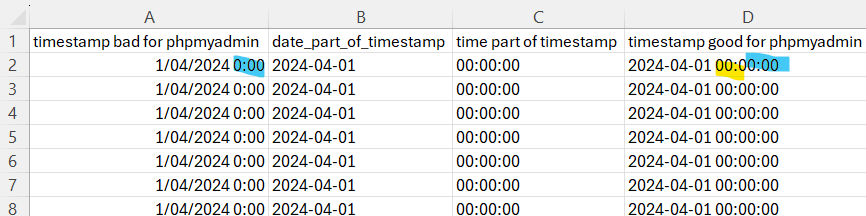 A B C D
1 timestamp bad for phpmyadmin date_part_of_timestamp time part of timestamp timestamp good for phpmyadmin
2 1/04/2024 0:00 2024-04-01 00:00:00 2024-04-01 00:00:00
3 1/04/2024 0:00 2024-04-01 00:00:00 2024-04-01 00:00:00
4 1/04/2024 0:00 2024-04-01 00:00:00 2024-04-01 00:00:00
5 1/04/2024 0:00 2024-04-01 00:00:00 2024-04-01 00:00:00
6 1/04/2024 0:00 2024-04-01 00:00:00 2024-04-01 00:00:00
7 1/04/2024 0:00 2024-04-01 00:00:00 2024-04-01 00:00:00
8 1/04/2024 0:00 2024-04-01 00:00:00 2024-04-01 00:00:00